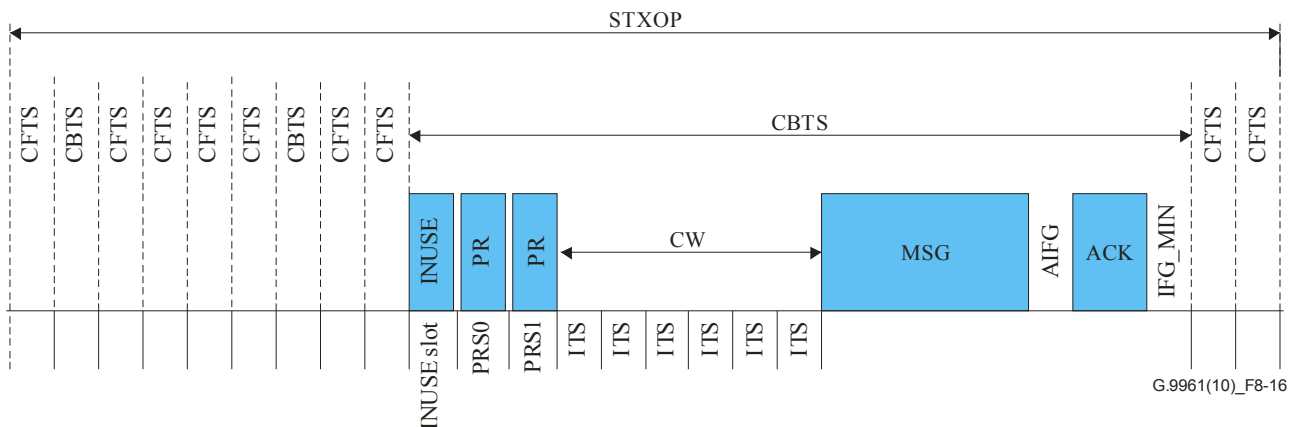 STXOP
CFTS
CBTS
CFTS
CFTS
CFTS
CFTS
CBTS
CFTS
CFTS
CBTS
CFTS
CFTS
INUSE
PR
PR
CW
MSG
AIFG
ACK
IFG_MIN
INUSE slot
PRS0
PRS1
ITS
ITS
ITS
ITS
ITS
ITS
G.9961(10)_F8-16